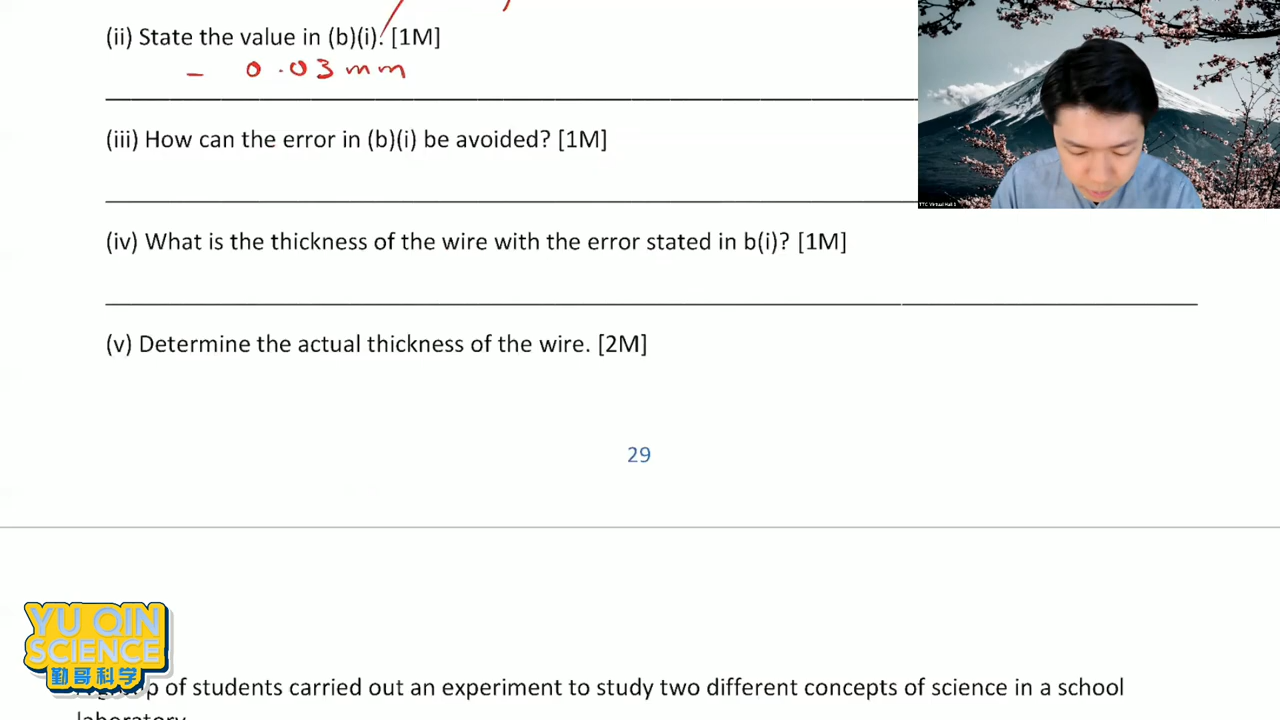 (ii) State the value in (b)(i). [1M]
- 0.03 mm
(iii) How can the error in (b)(i) be avoided? [1M]
(iv) What is the thickness of the wire with the error stated in b(i)? [1M]
(v) Determine the actual thickness of the wire. [2M]
29
YU QIN
SCIENCE
勤哥科学
of students carried out an experiment to study two different concepts of science in a school
laboratory